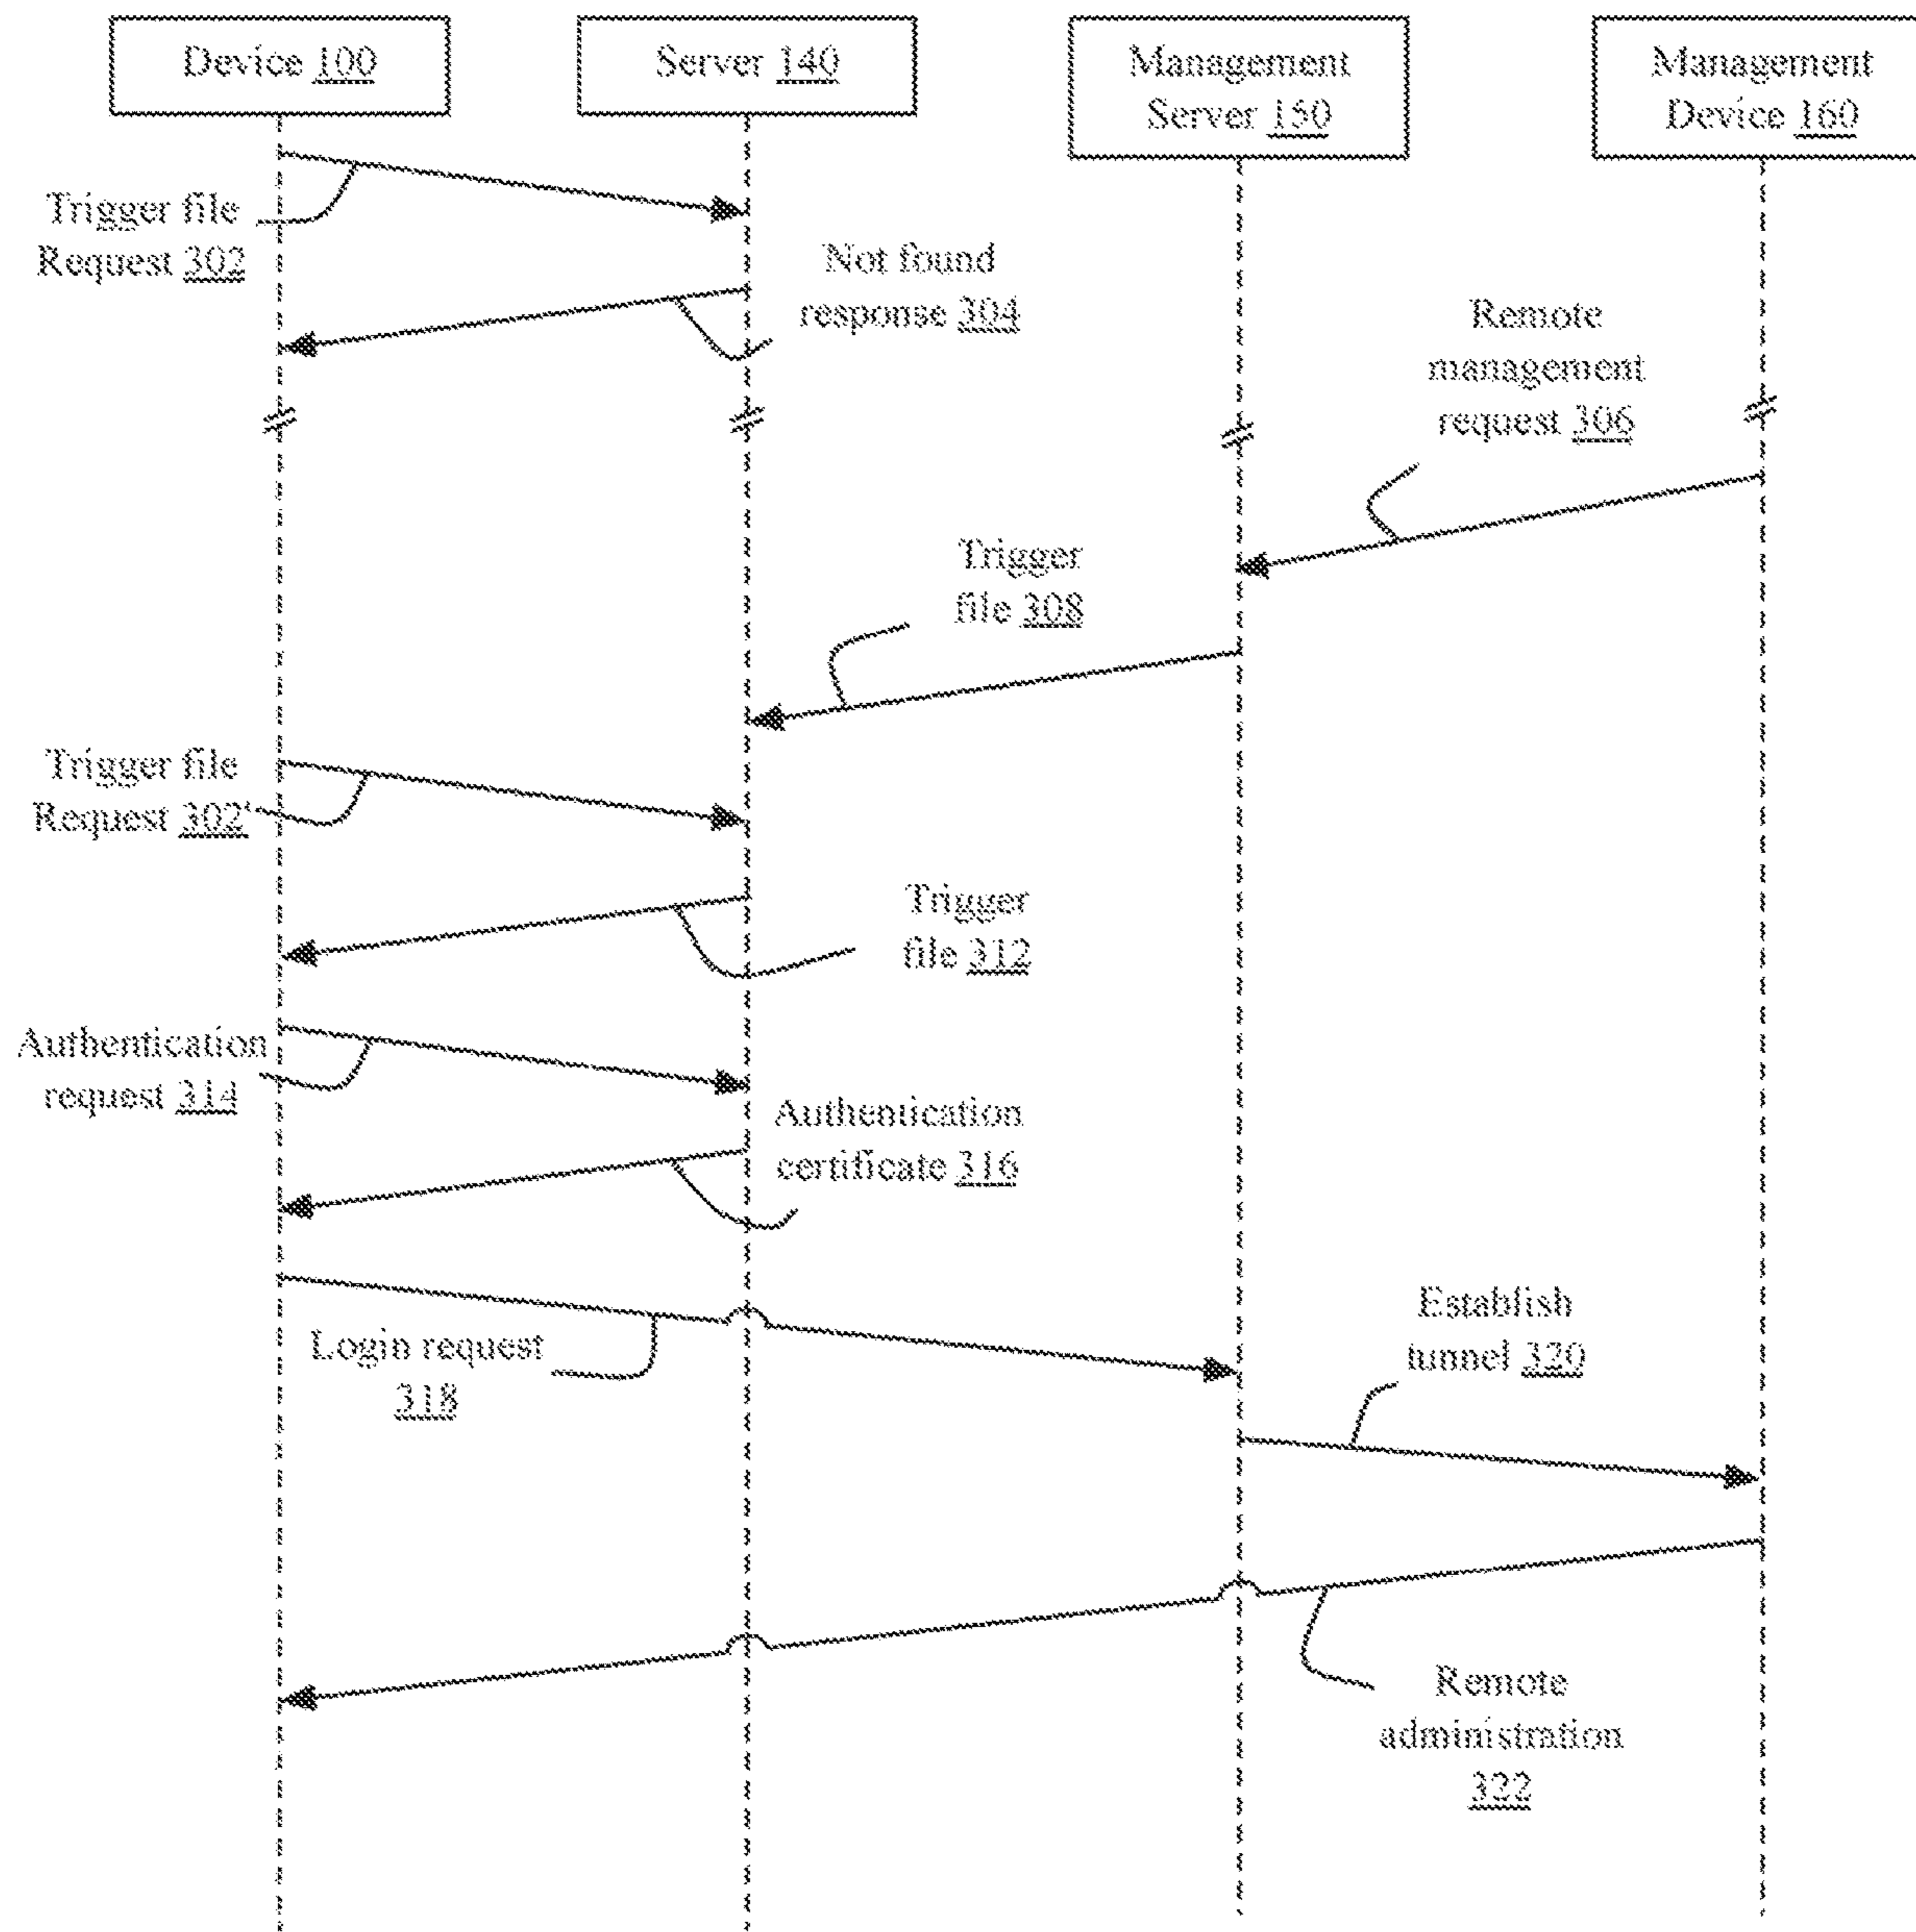 Device 100
Server 140
Management
Server 150
Management
Device 160
Trigger file
Request 302
Not found
response 304
Remote
management
request 306
Trigger
file 308
Trigger file
Request 302'
Trigger
file 312
Authentication
request 314
Authentication
certificate 316
Login request
318
Establish
tunnel 320
Remote
administration
322